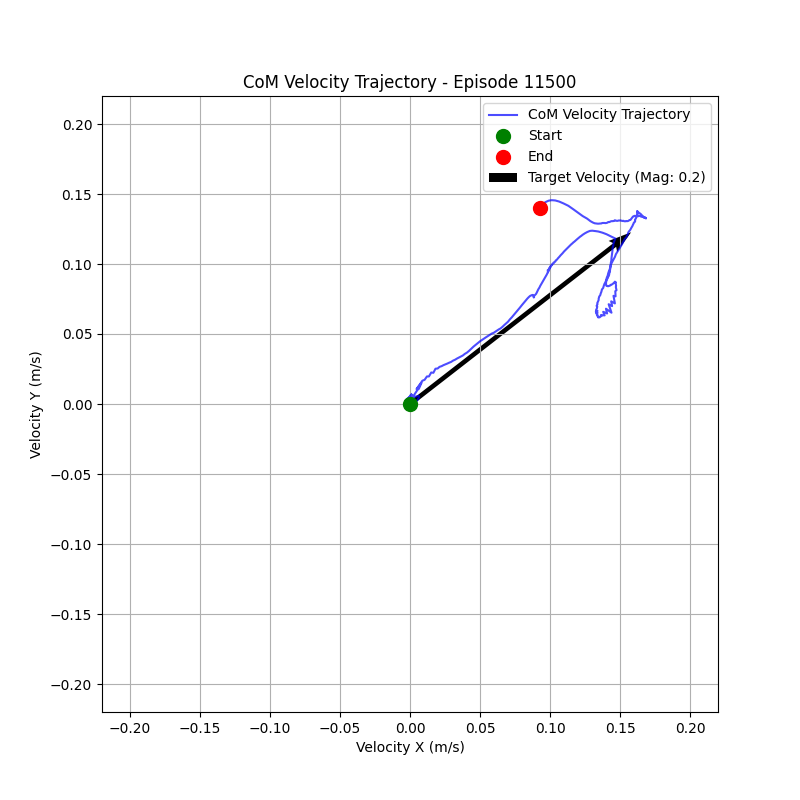 CoM Velocity Trajectory - Episode 11500
CoM Velocity Trajectory
Start
End
Target Velocity (Mag: 0.2)
0.20
0.15
0.10
0.05
0.00
−0.05
−0.10
−0.15
−0.20
Velocity Y (m/s)
−0.20 −0.15 −0.10 −0.05 0.00 0.05 0.10 0.15 0.20
Velocity X (m/s)